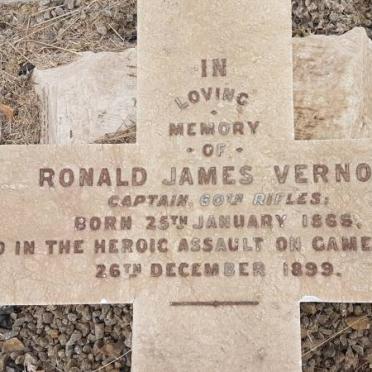 IN
LOVING
MEMORY
· OF ·
RONALD JAMES VERNO
CAPTAIN 60TH RIFLES;
BORN 25TH JANUARY 1865,
D IN THE HEROIC ASSAULT ON GAME
26TH DECEMBER 1899.